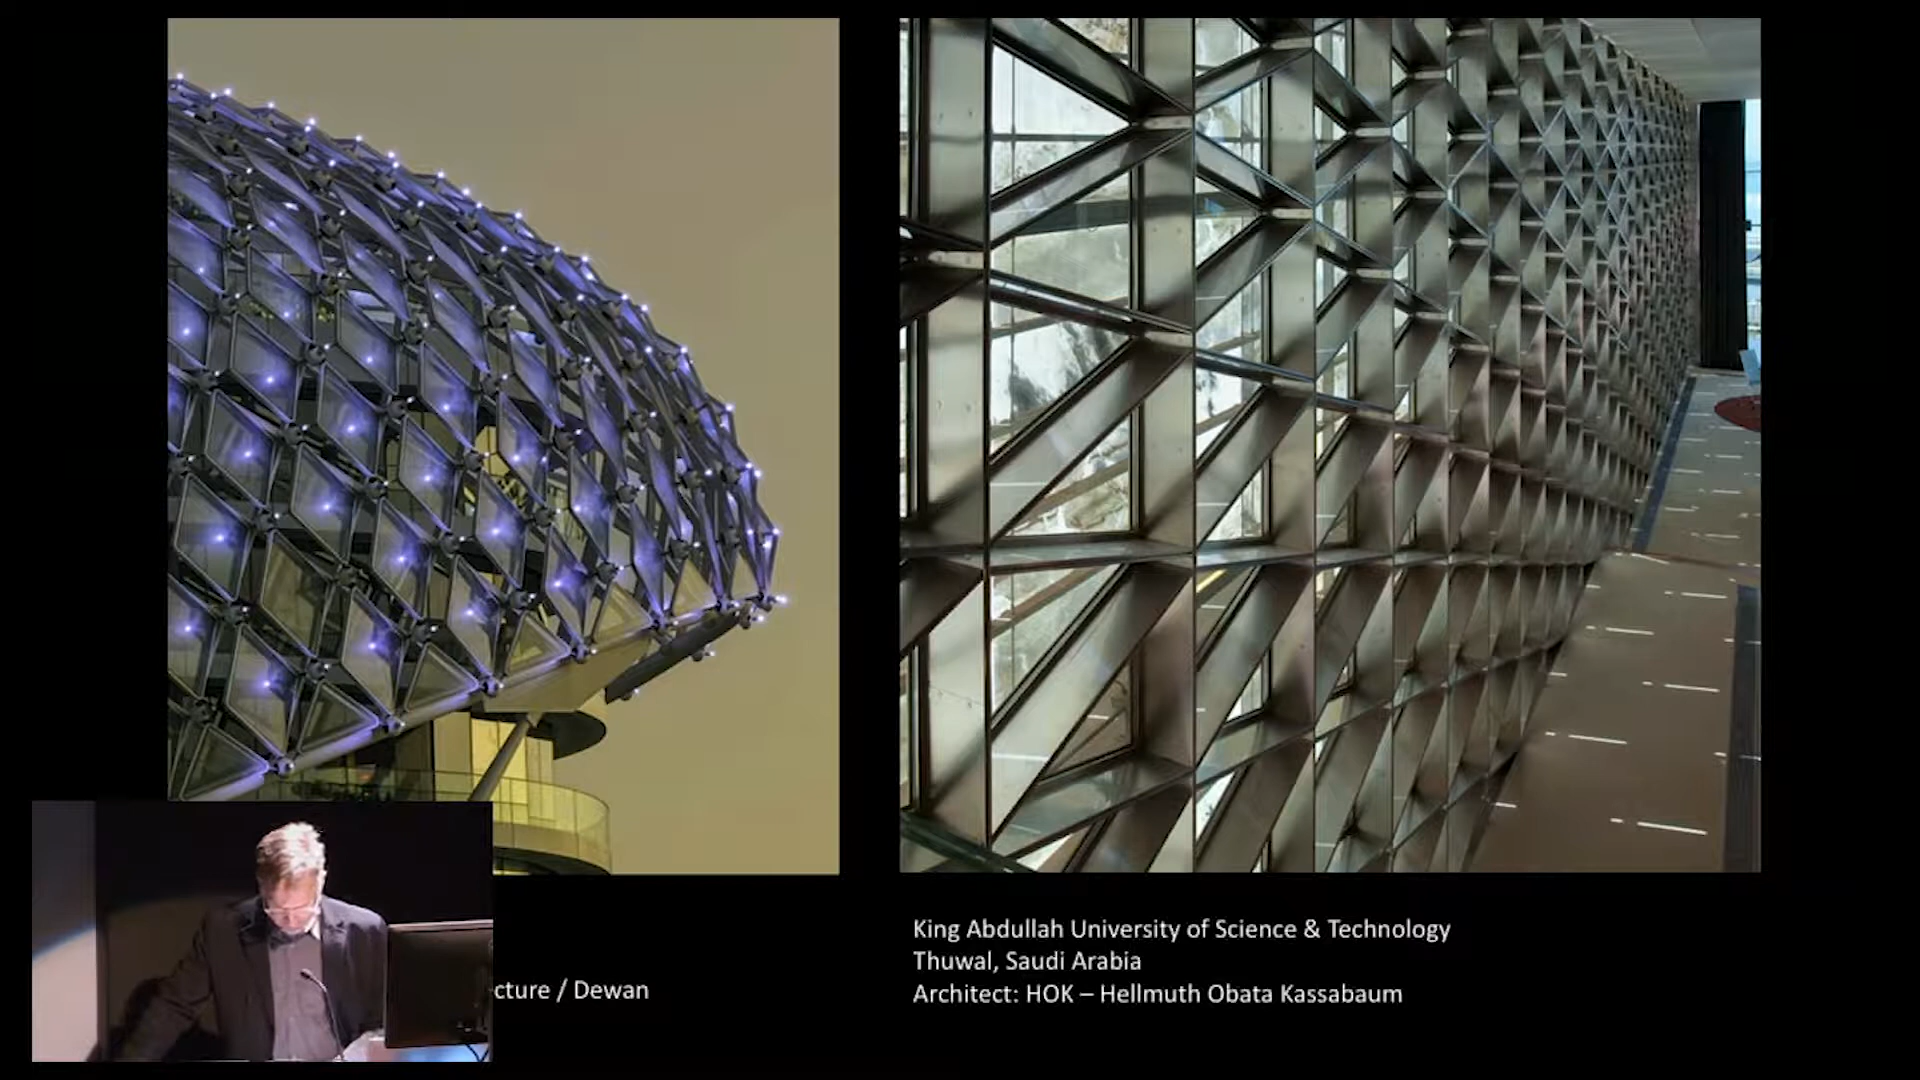 cture / Dewan
King Abdullah University of Science & Technology
Thuwal, Saudi Arabia
Architect: HOK – Hellmuth Obata Kassabaum